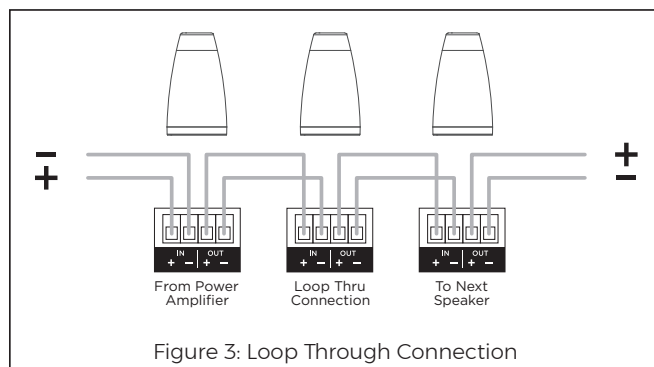 − +
+ −
IN OUT IN OUT IN OUT
+ − + − + − + − + − + −
From Power
Amplifier
Loop Thru
Connection
To Next
Speaker
Figure 3: Loop Through Connection